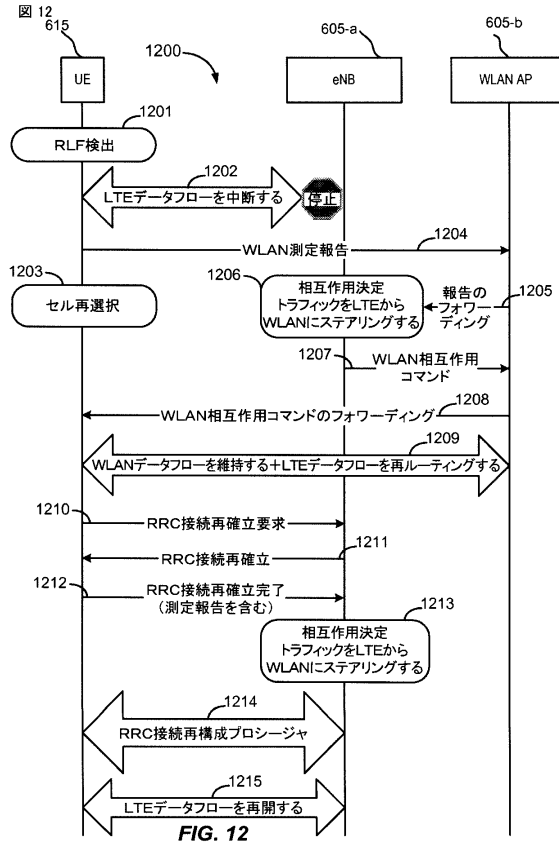 図 12
615
605-a
605-b
1200
UE
eNB
WLAN AP
1201
RLF検出
1202
LTEデータフローを中断する
停止
1204
WLAN測定報告
1203
セル再選択
1206
相互作用決定
トラフィックをLTEから
WLANにステアリングする
報告の
フォワー
ディング
1205
1207
WLAN相互作用
コマンド
1208
WLAN相互作用コマンドのフォワーディング
1209
WLANデータフローを維持する+LTEデータフローを再ルーティングする
1210
RRC接続再確立要求
1211
RRC接続再確立
1212
RRC接続再確立完了
(測定報告を含む)
1213
相互作用決定
トラフィックをLTEから
WLANにステアリングする
1214
RRC接続再構成プロシージャ
1215
LTEデータフローを再開する
FIG. 12